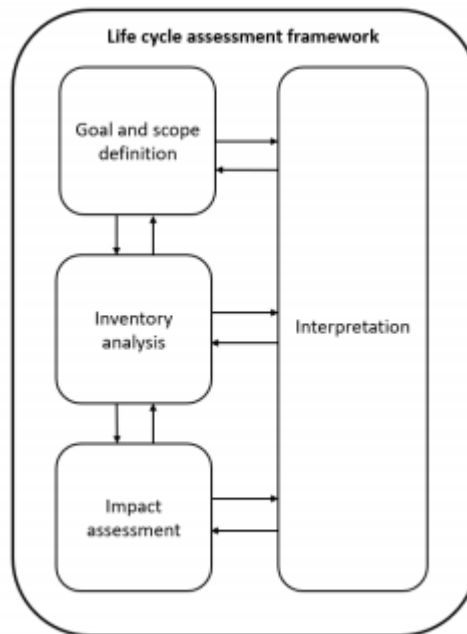 Life cycle assessment framework
Goal and scope
definition
Inventory
analysis
Interpretation
Impact
assessment